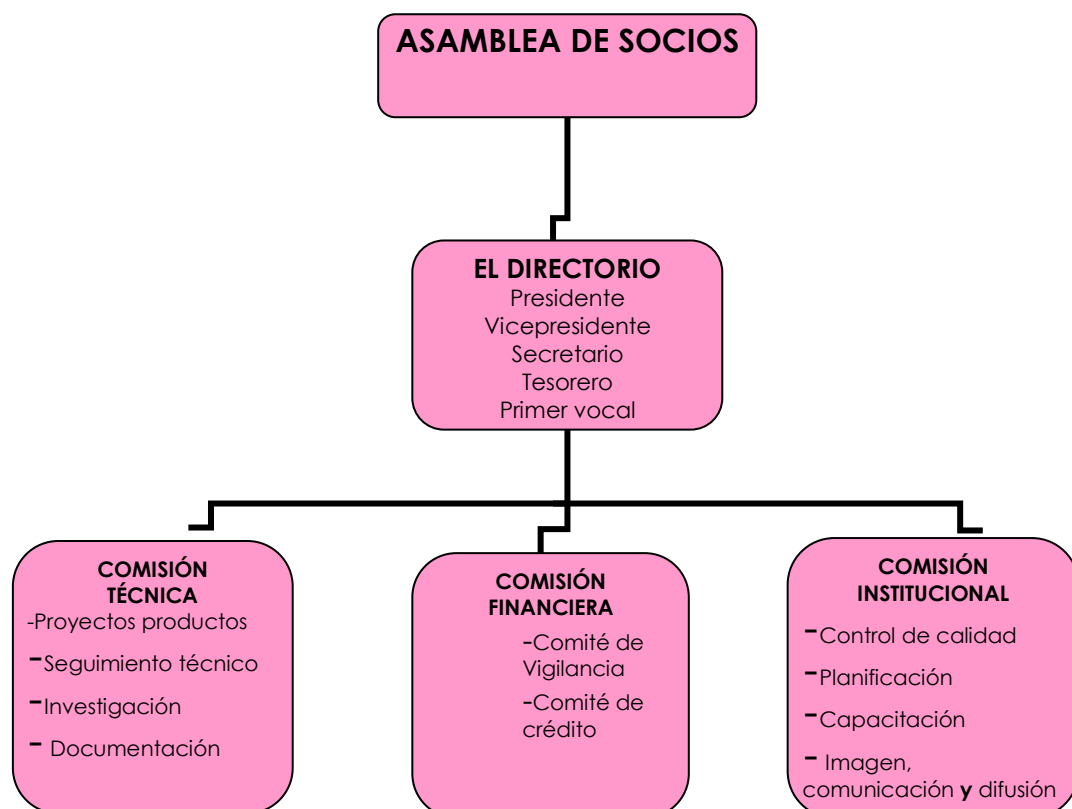 ASAMBLEA DE SOCIOS
EL DIRECTORIO
Presidente
Vicepresidente
Secretario
Tesorero
Primer vocal
COMISIÓN
TÉCNICA
-Proyectos productos
-Seguimiento técnico
-Investigación
- Documentación
COMISIÓN
FINANCIERA
-Comité de
Vigilancia
-Comité de
crédito
COMISIÓN
INSTITUCIONAL
-Control de calidad
-Planificación
-Capacitación
- Imagen,
comunicación y difusión